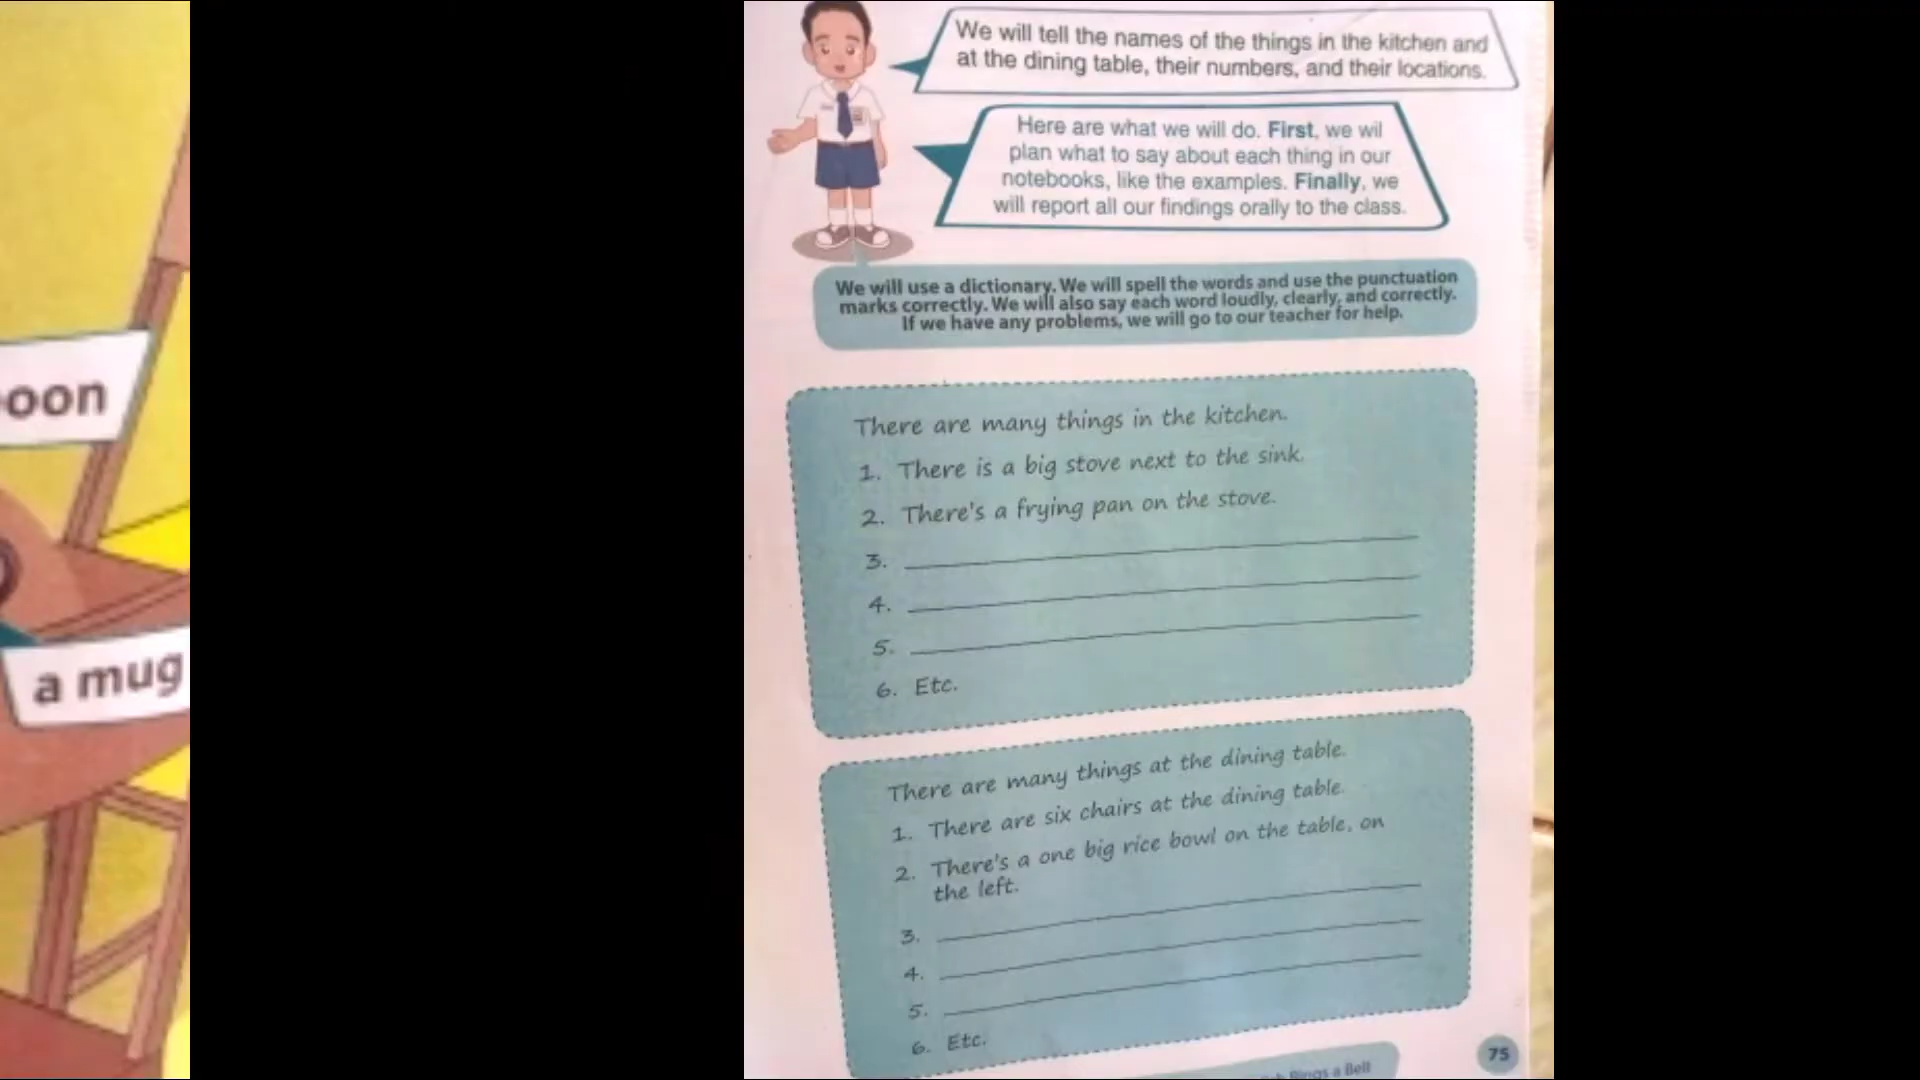 oon
a mug
We will tell the names of the things in the kitchen and
at the dining table, their numbers, and their locations.
Here are what we will do. First, we wil
plan what to say about each thing in our
notebooks, like the examples. Finally, we
will report all our findings orally to the class.
We will use a dictionary. We will spell the words and use the punctuation
marks correctly. We will also say each word loudly, clearly, and correctly.
If we have any problems, we will go to our teacher for help.
There are many things in the kitchen.
1. There is a big stove next to the sink.
2. There's a frying pan on the stove.
3.
4.
5.
6. Etc.
There are many things at the dining table.
1. There are six chairs at the dining table.
2. There's a one big rice bowl on the table, on
the left.
3.
4.
5.
6. Etc.
Rings a Bell
75